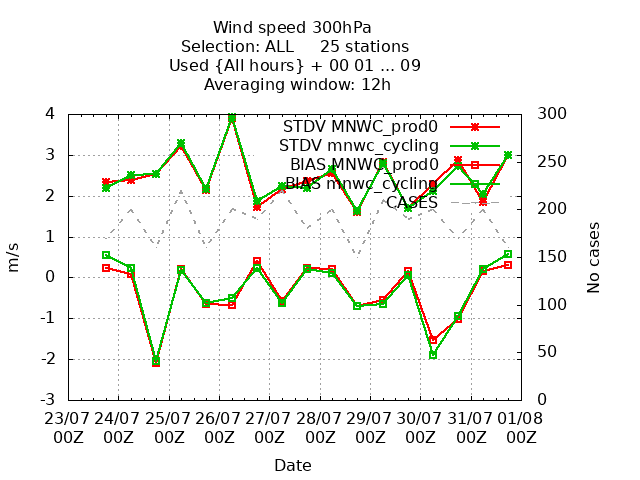 Wind speed 300hPa
Selection: ALL 25 stations
Used {All hours} + 00 01 ... 09
Averaging window: 12h
STDV MNWC_prod0
STDV mnwc_cycling
BIAS MNWC_prod0
BIAS mnwc_cycling
CASES
4
3
2
1
0
-1
-2
-3
m/s
300
250
200
150
100
50
0
No cases
23/07 24/07 25/07 26/07 27/07 28/07 29/07 30/07 31/07 01/08
00Z 00Z 00Z 00Z 00Z 00Z 00Z 00Z 00Z 00Z
Date